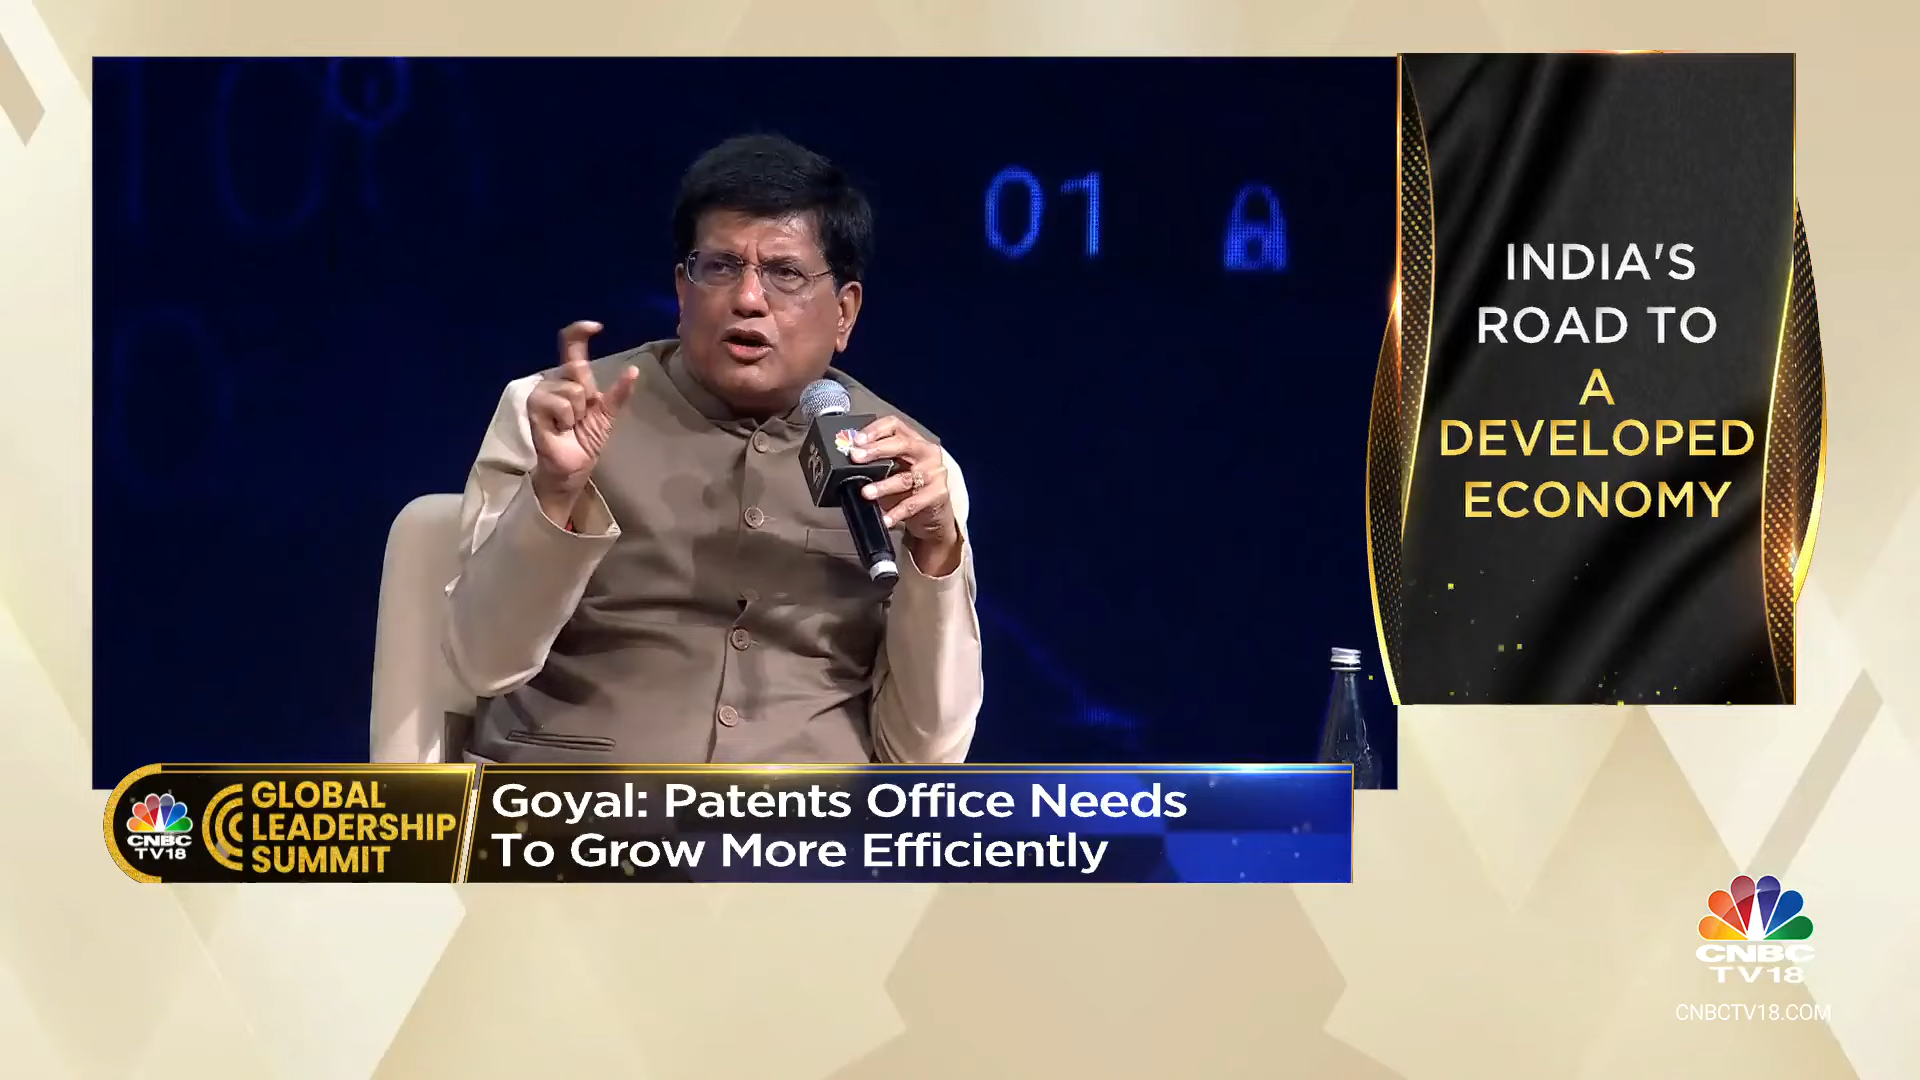 01
INDIA'S
ROAD TO
A
DEVELOPED
ECONOMY
CNBC
TV18
GLOBAL
LEADERSHIP
SUMMIT
Goyal: Patents Office Needs
To Grow More Efficiently
CNBC
TV18
CNBCTV18.COM